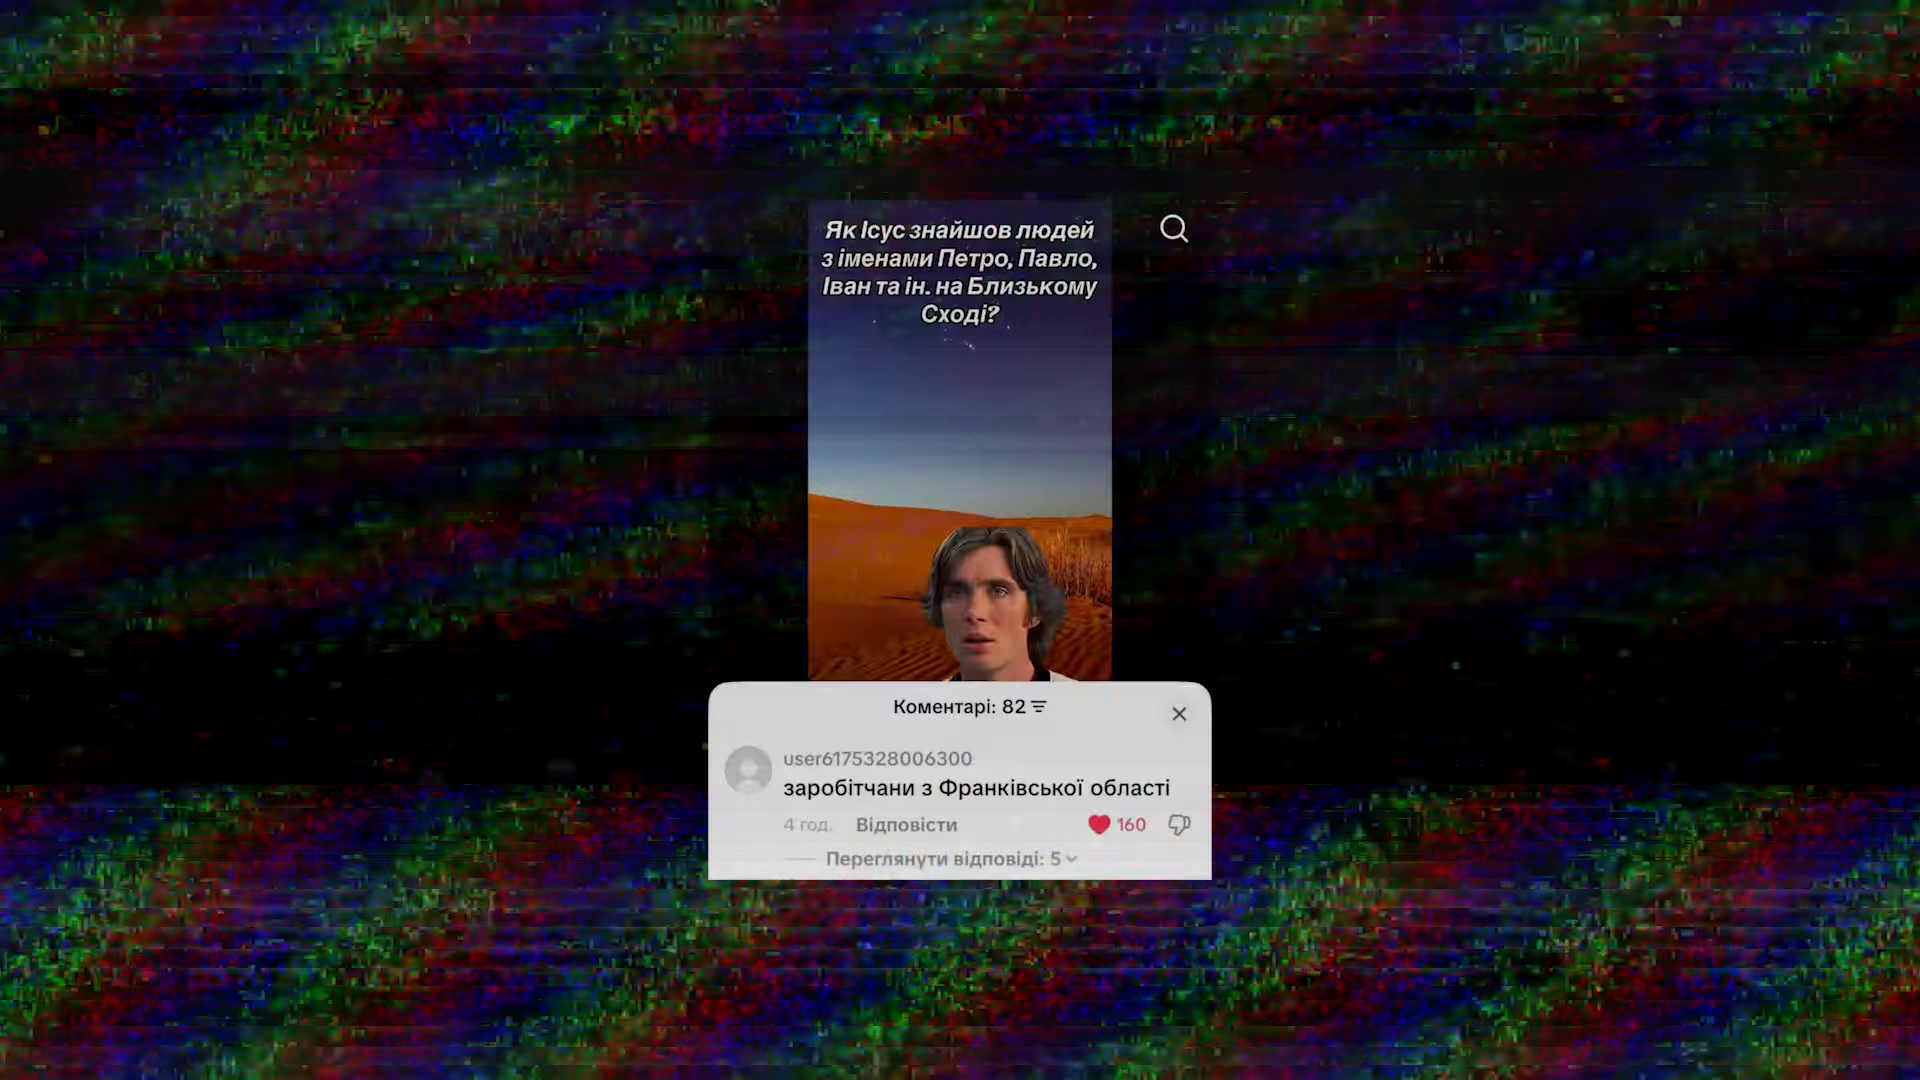 Як Ісус знайшов людей
з іменами Петро, Павло,
Іван та ін. на Близькому
Сході?
Коментарі: 82
user6175328006300
заробітчани з Франківської області
4 год. Відповісти 160
Переглянути відповіді: 5